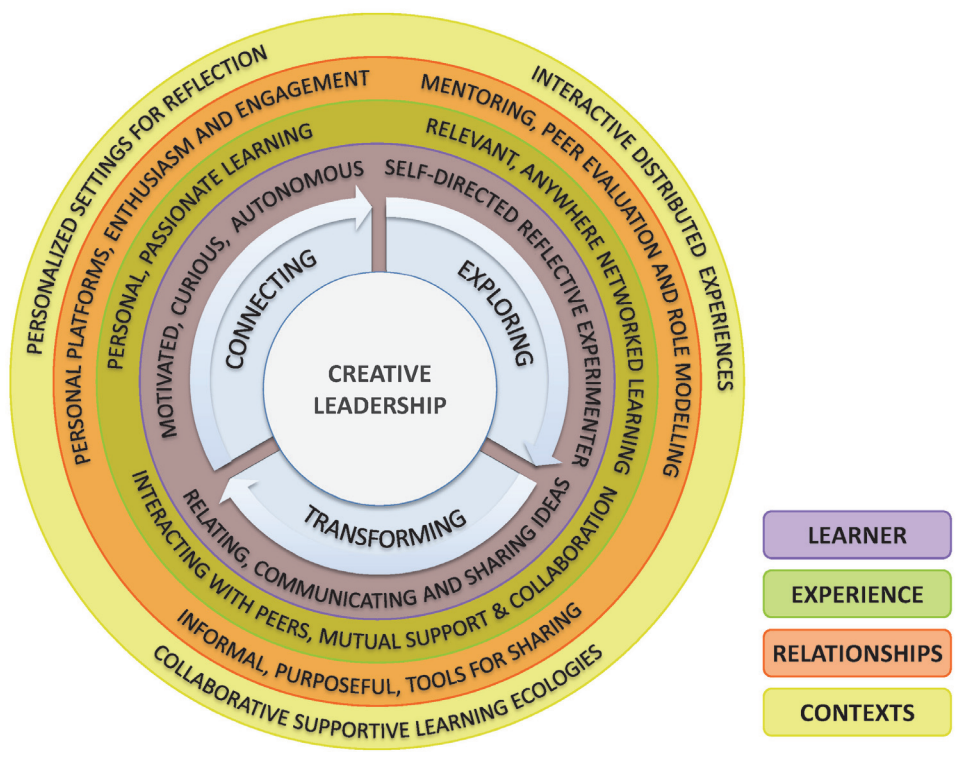 PERSONALIZED SETTINGS FOR REFLECTION
INTERACTIVE DISTRIBUTED EXPERIENCES
COLLABORATIVE SUPPORTIVE LEARNING ECOLOGIES
PERSONAL PLATFORMS, ENTHUSIASM AND ENGAGEMENT
MENTORING, PEER EVALUATION AND ROLE MODELLING
INFORMAL, PURPOSEFUL, TOOLS FOR SHARING
PERSONAL, PASSIONATE LEARNING
RELEVANT, ANYWHERE NETWORKED LEARNING
INTERACTING WITH PEERS, MUTUAL SUPPORT & COLLABORATION
MOTIVATED, CURIOUS, AUTONOMOUS
SELF-DIRECTED REFLECTIVE EXPERIMENTER
RELATING, COMMUNICATING AND SHARING IDEAS
CONNECTING
EXPLORING
TRANSFORMING
CREATIVE
LEADERSHIP
LEARNER
EXPERIENCE
RELATIONSHIPS
CONTEXTS